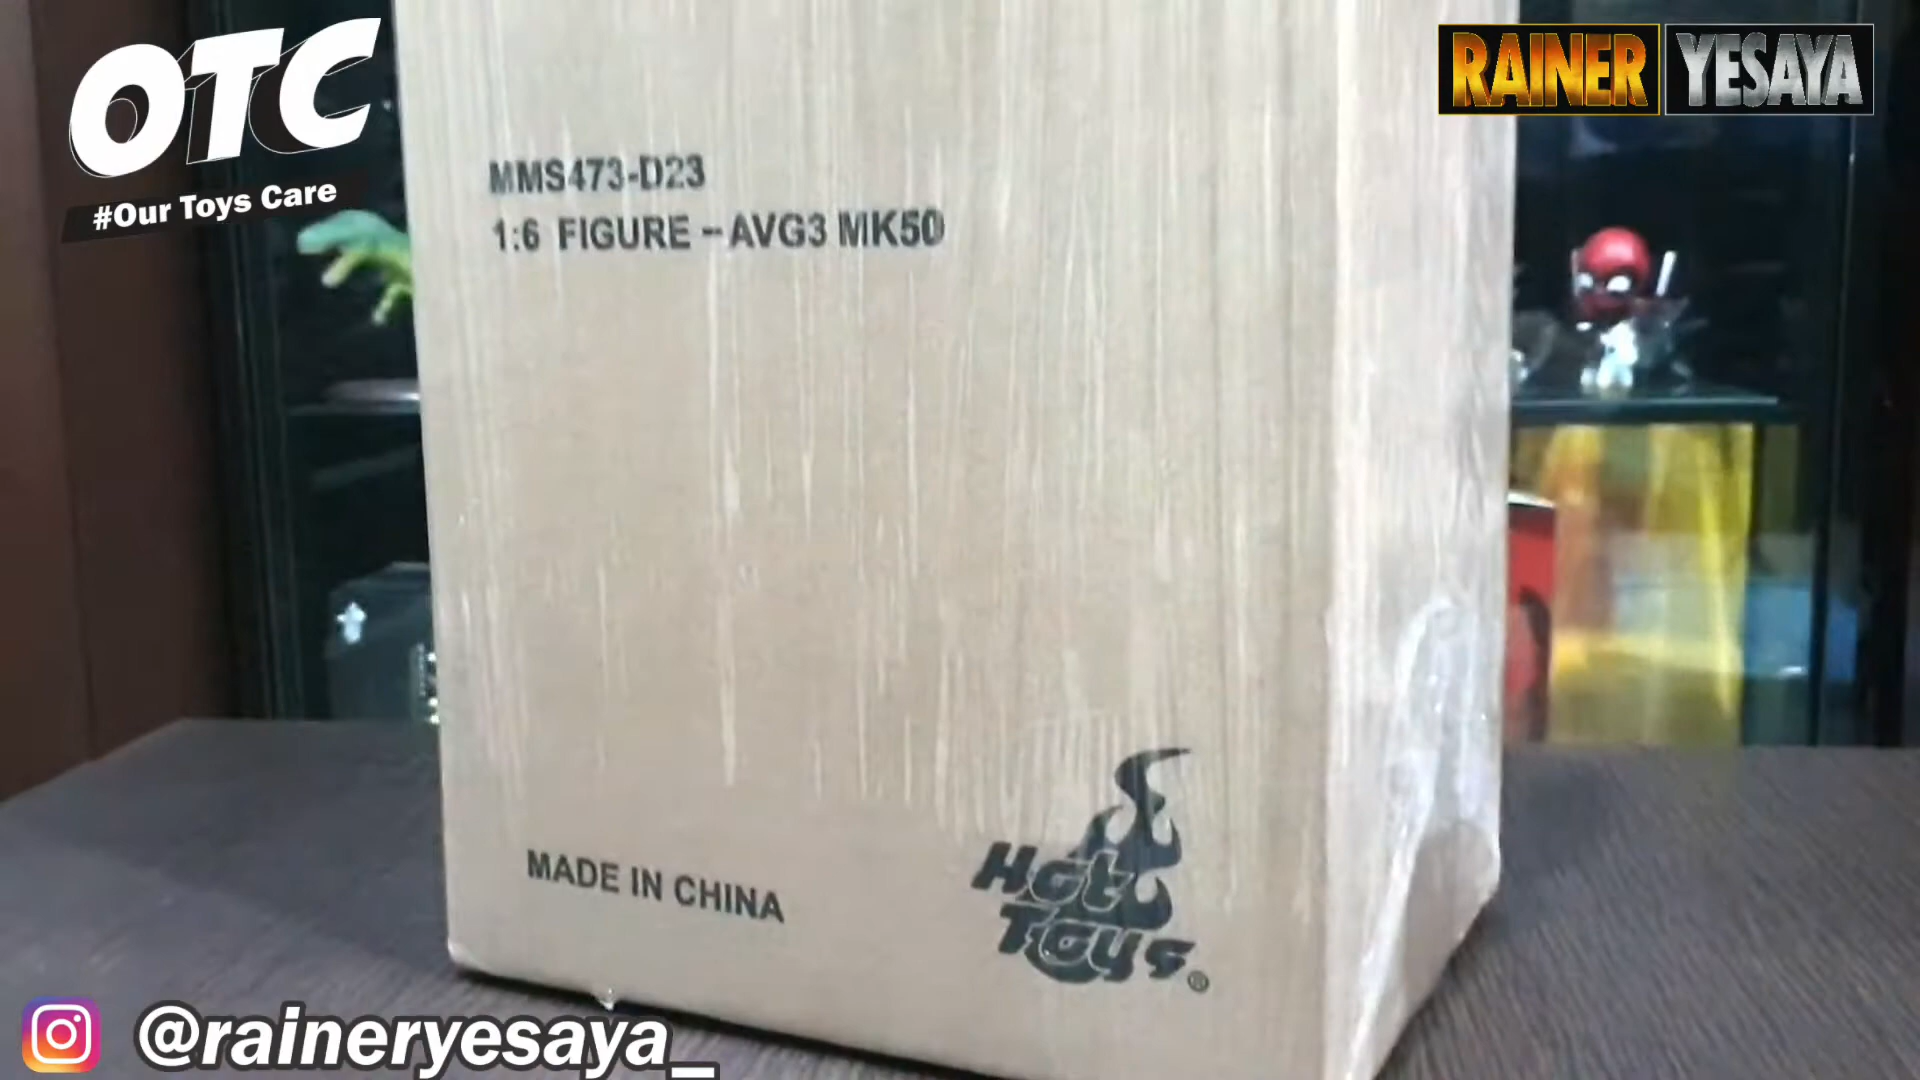 OTC
#Our Toys Care
RAINER YESAYA
MMS473-D23
1:6 FIGURE – AVG3 MK50
MADE IN CHINA
Hot
Toys®
@raineryesaya_